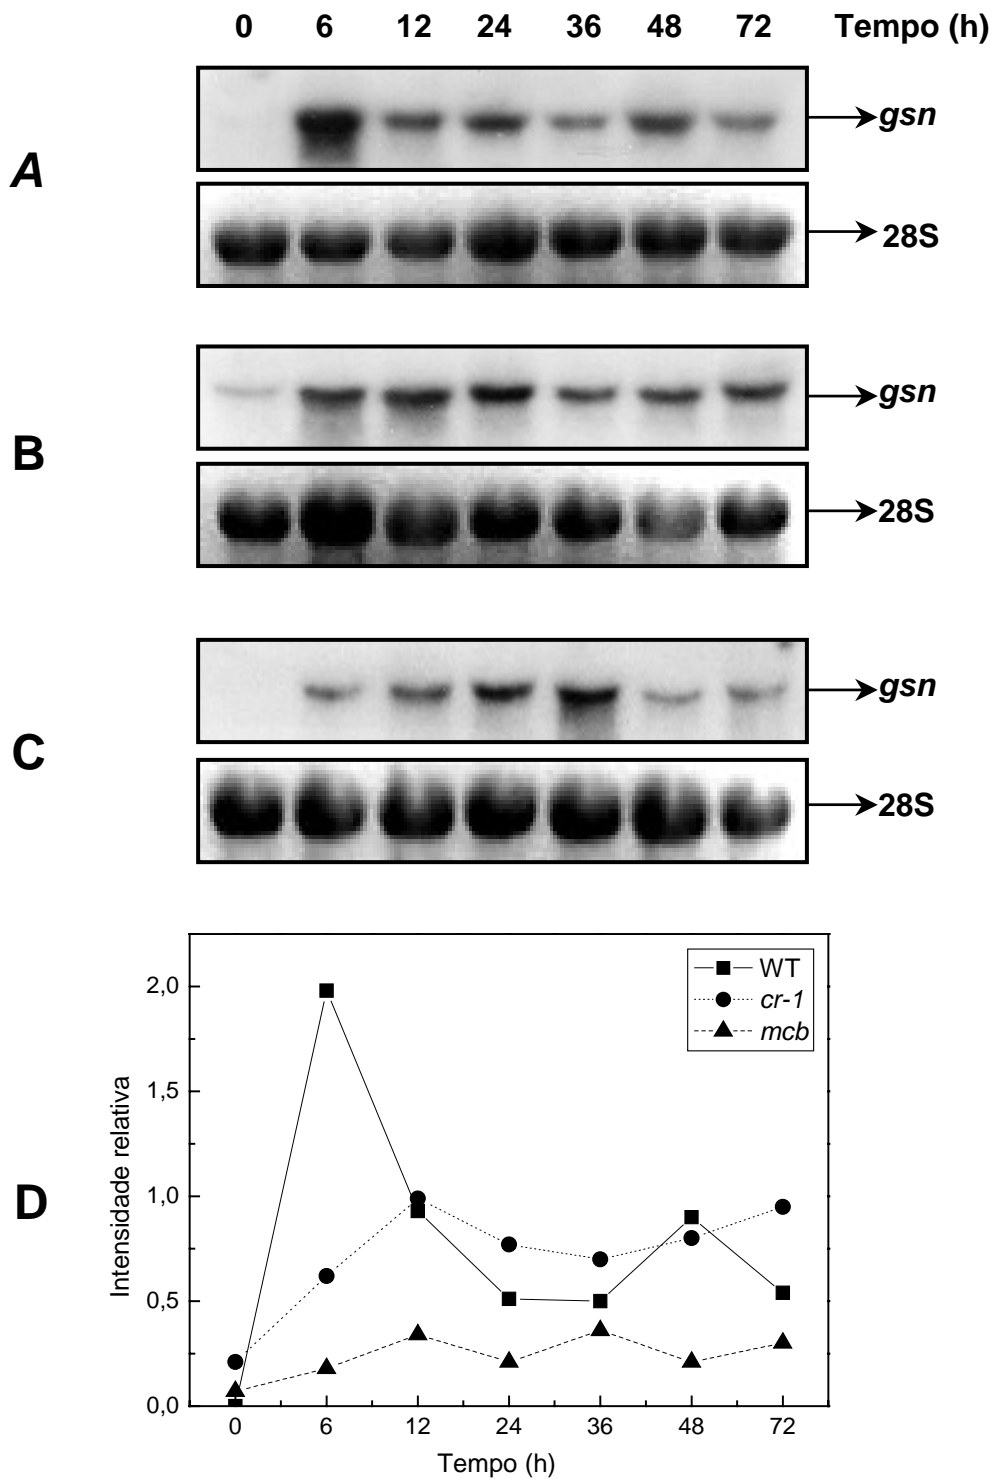 0 6 12 24 36 48 72 Tempo (h)
gsn
A
28S
gsn
B
28S
gsn
C
28S
D
WT
cr-1
mcb
2,0
1,5
1,0
0,5
0,0
Intensidade relativa
0 6 12 24 36 48 72
Tempo (h)